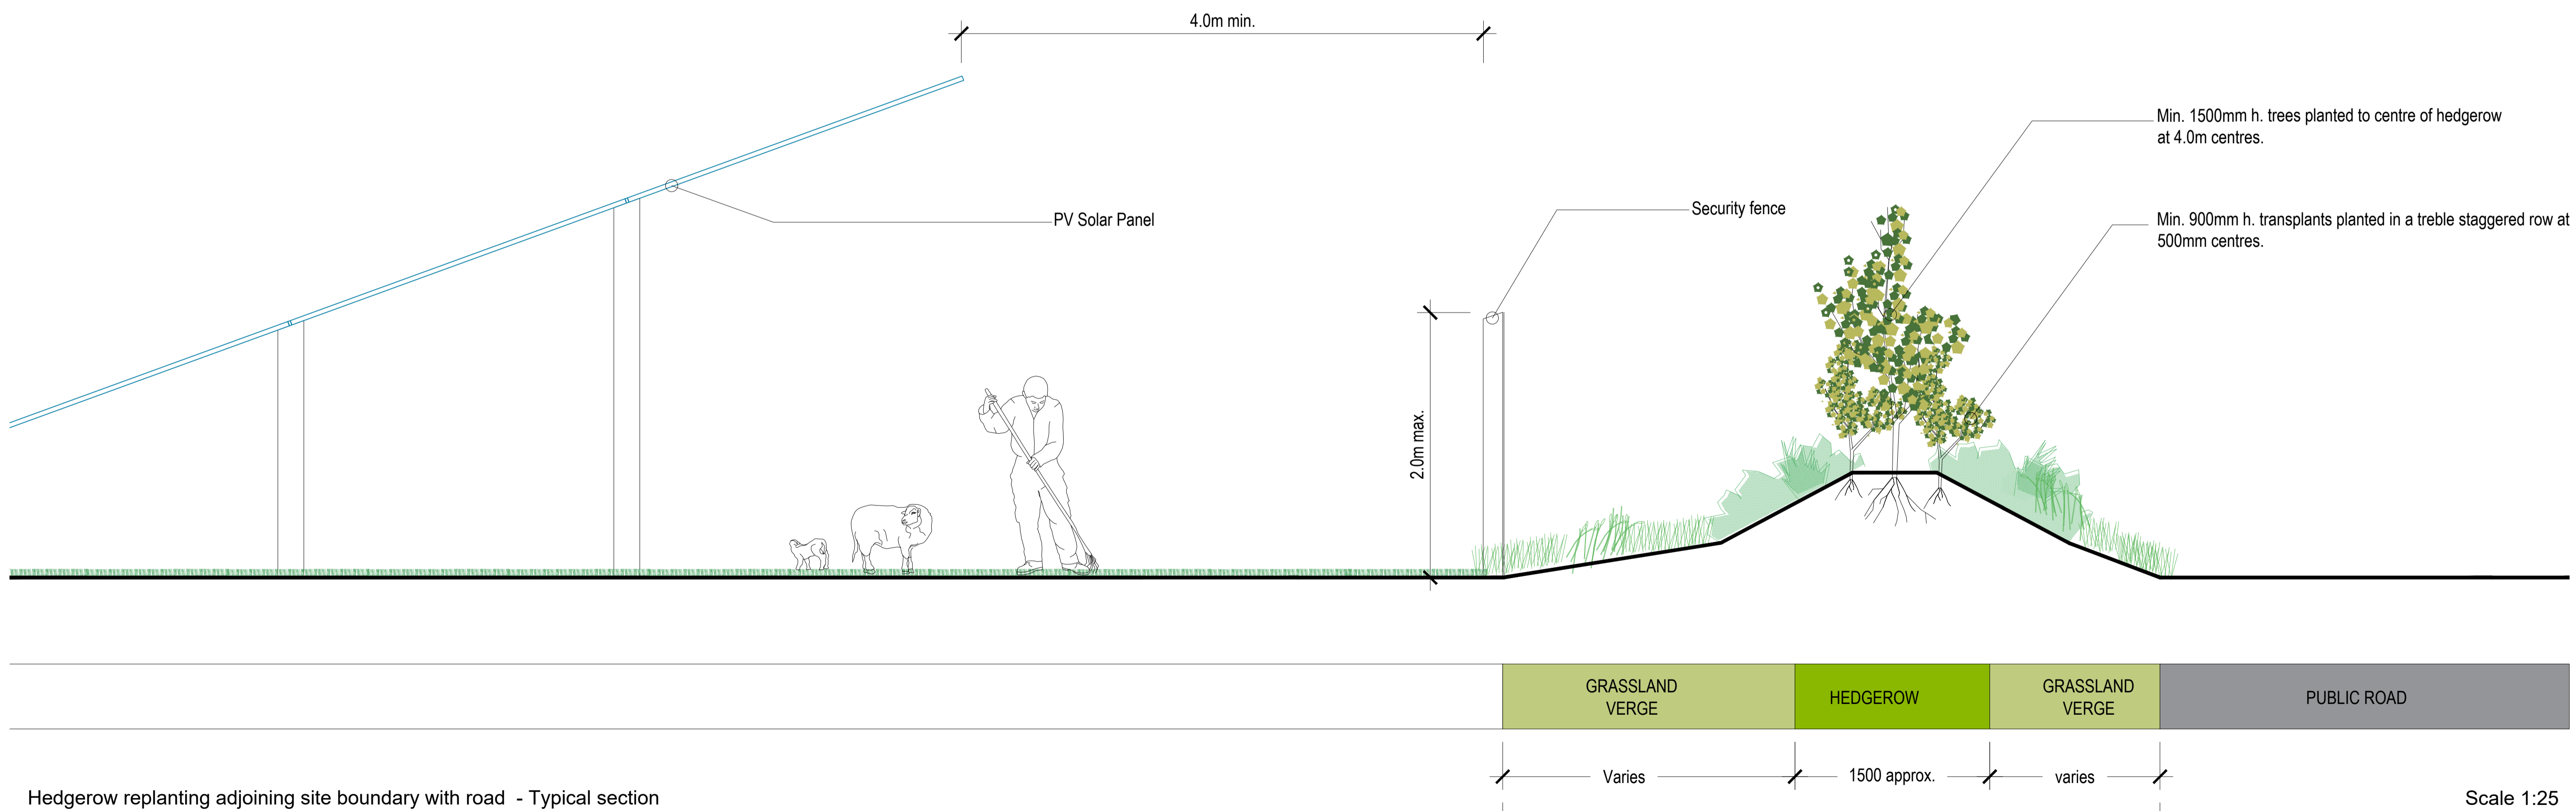 4.0m min.
Min. 1500mm h. trees planted to centre of hedgerow
at 4.0m centres.
PV Solar Panel
Security fence
Min. 900mm h. transplants planted in a treble staggered row at
500mm centres.
2.0m max.
GRASSLAND
VERGE
HEDGEROW
GRASSLAND
VERGE
PUBLIC ROAD
Varies
1500 approx.
varies
Hedgerow replanting adjoining site boundary with road - Typical section
Scale 1:25